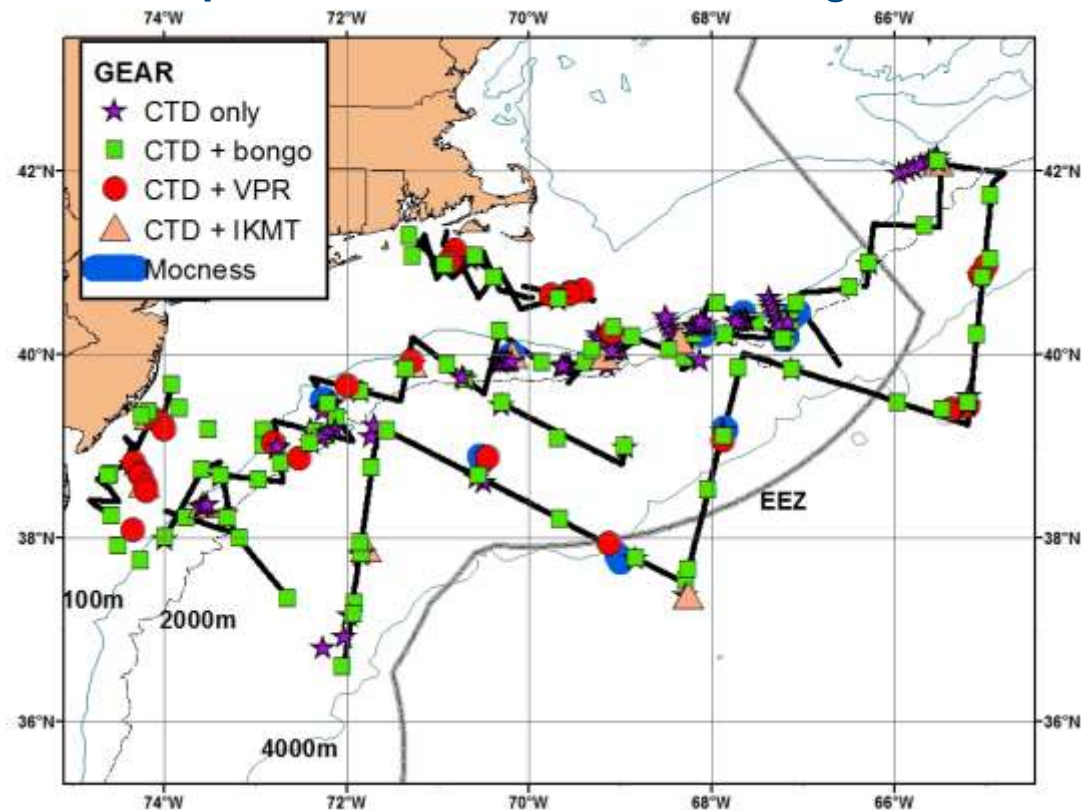 74°W 72°W 70°W 68°W 66°W
GEAR
CTD only
CTD + bongo
CTD + VPR
CTD + IKMT
Mocness
42°N 42°N
40°N 40°N
EEZ
38°N 38°N
100m
2000m
36°N 36°N
4000m
74°W 72°W 70°W 68°W 66°W